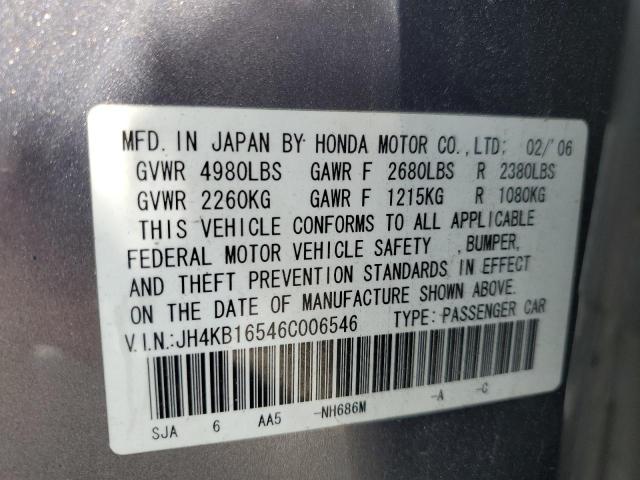 MFD. IN JAPAN BY HONDA MOTOR CO.,LTD: 02/'06
GVWR 4980LBS GAWR F 2680LBS R 2380LBS
GVWR 2260KG GAWR F 1215KG R 1080KG
THIS VEHICLE CONFORMS TO ALL APPLICABLE
FEDERAL MOTOR VEHICLE SAFETY ,BUMPER,
AND THEFT PREVENTION STANDARDS IN EFFECT
ON THE DATE OF MANUFACTURE SHOWN ABOVE.
V.I.N.:JH4KB16546C006546 TYPE: PASSENGER CAR
SJA 6 AA5 -NH686M -A -C